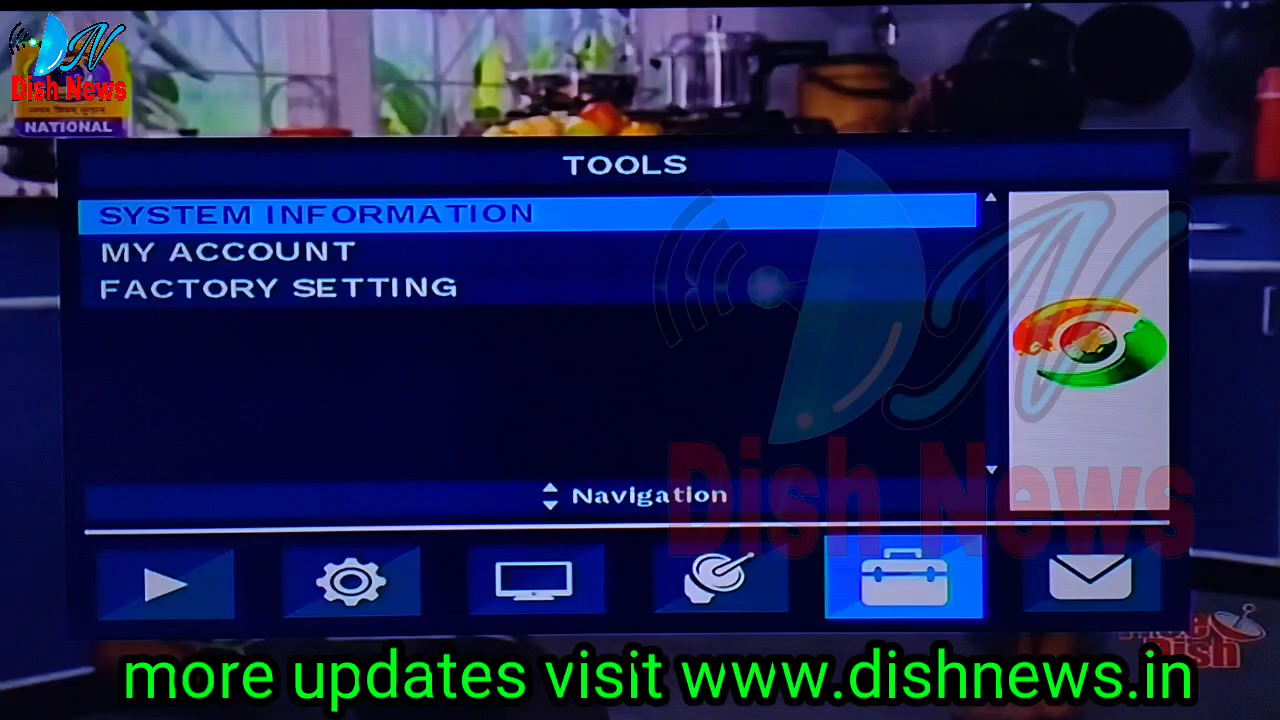 Dish News
NATIONAL
TOOLS
SYSTEM INFORMATION
MY ACCOUNT
FACTORY SETTING
Dish News
Navigation
Dish
more updates visit www.dishnews.in